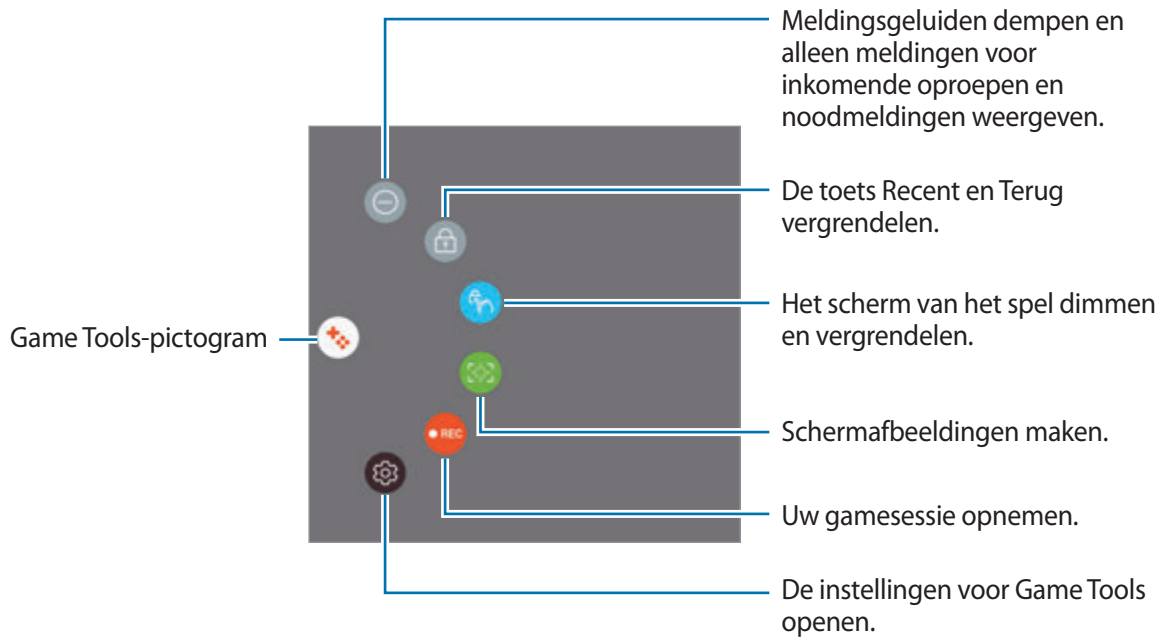 Meldingsgeluiden dempen en
alleen meldingen voor
inkomende oproepen en
noodmeldingen weergeven.
De toets Recent en Terug
vergrendelen.
Het scherm van het spel dimmen
en vergrendelen.
Game Tools-pictogram
Schermafbeeldingen maken.
REC
Uw gamesessie opnemen.
De instellingen voor Game Tools
openen.